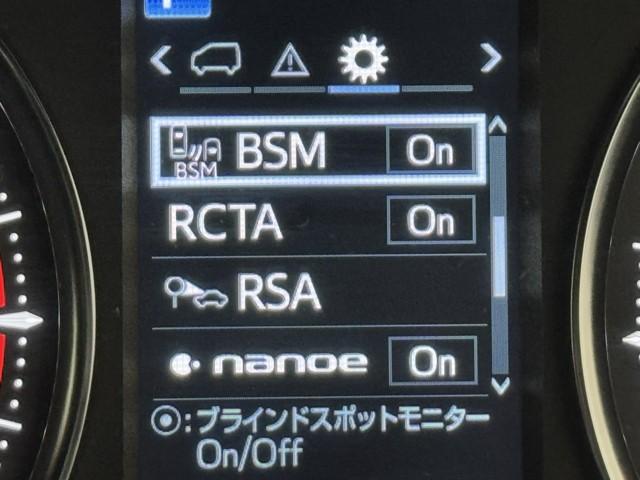 BSM BSM On
RCTA On
RSA
nanoe On
⦿:ブラインドスポットモニター
On/Off